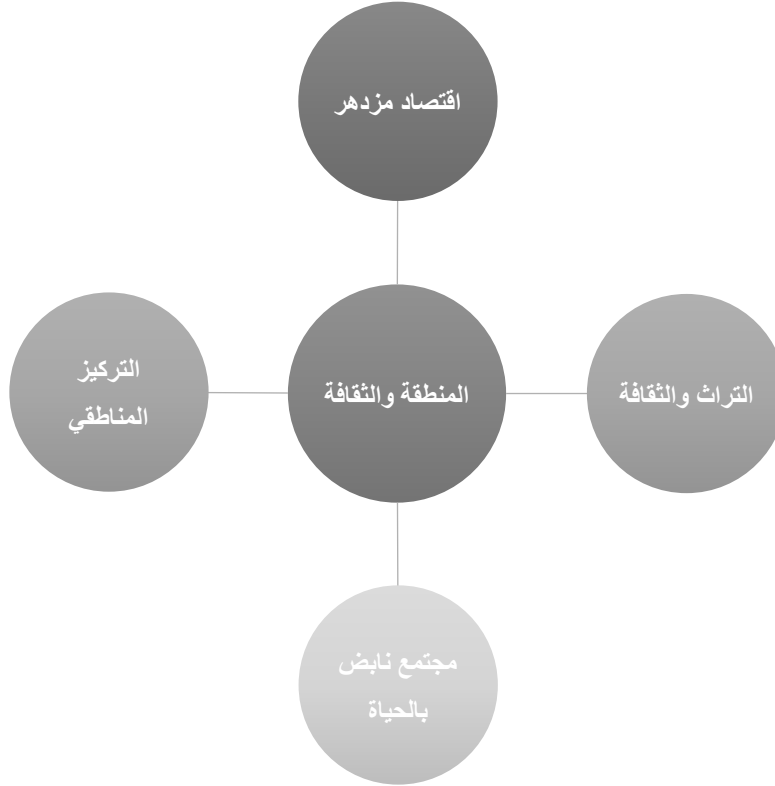 اقتصاد مزدهر
التراث والثقافة
المنطقة والثقافة
التركيز
المناطقي
مجتمع نابض
بالحياة